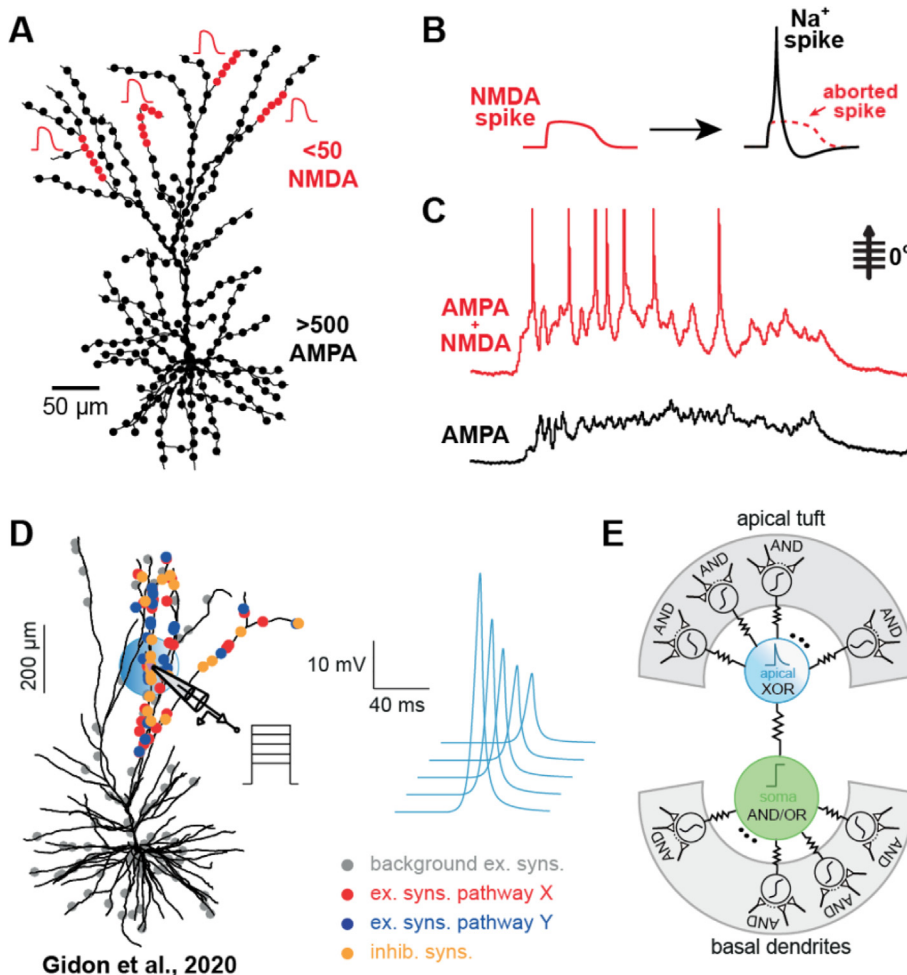 A
<50
NMDA
>500
AMPA
50 µm
B
NMDA
spike
Na+
spike
aborted
spike
C
AMPA
+
NMDA
AMPA
D
200 µm
10 mV
40 ms
background ex. syns.
ex. syns. pathway X
ex. syns. pathway Y
inhib. syns.
Gidon et al., 2020
E
apical tuft
AND
AND
AND
AND
apical
XOR
soma
AND/OR
AND
AND
AND
AND
basal dendrites